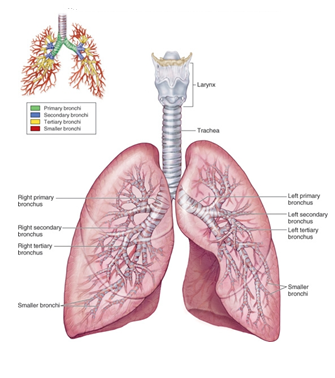 Primary bronchi
Secondary bronchi
Tertiary bronchi
Smaller bronchi
Larynx
Trachea
Right primary
bronchus
Right secondary
bronchus
Right tertiary
bronchus
Smaller bronchi
Left primary
bronchus
Left secondary
bronchus
Left tertiary
bronchus
Smaller
bronchi